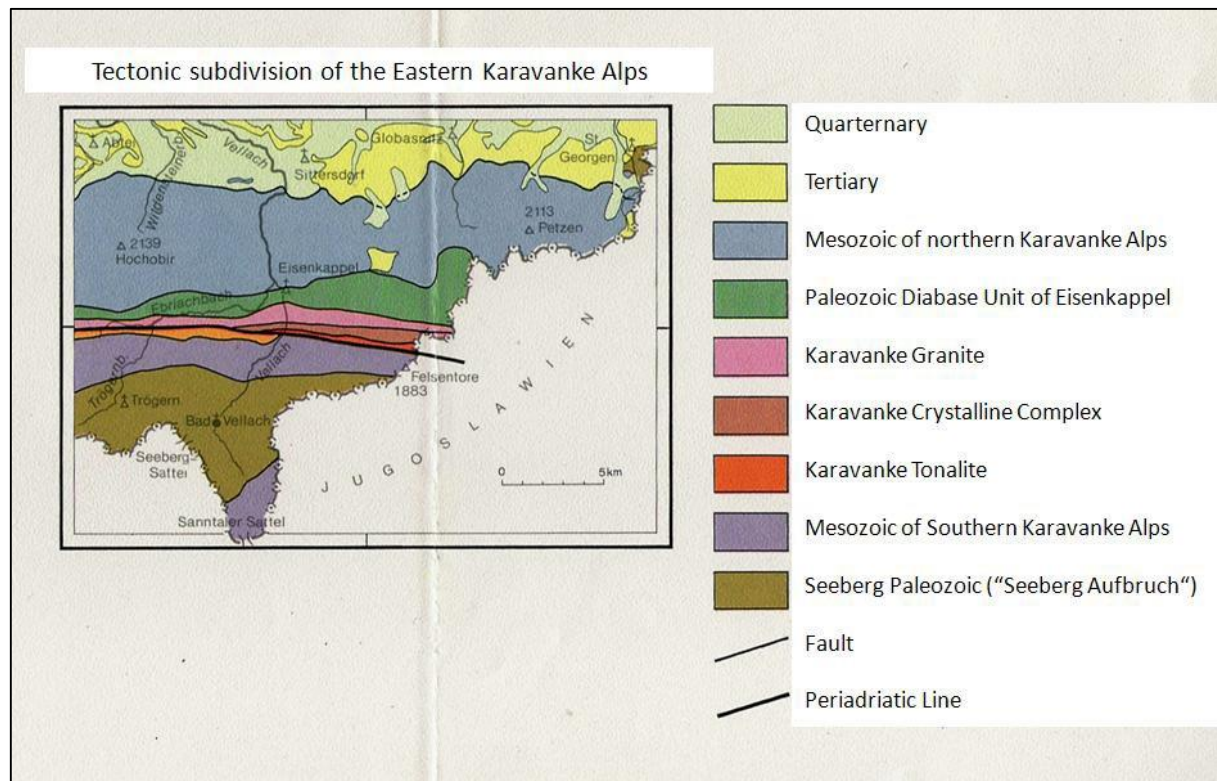 Tectonic subdivision of the Eastern Karavanke Alps
Abtei
Wildensteinerb.
Vellach
Sittersdorf
Globasnitz
St.
Georgen
2139
Hochobir
2113
Petzen
Eisenkappel
Ebriachbach
Trögernb.
Vellach
Felsentore
1883
Trögern
Bad Vellach
Seeberg-
Sattel
Sanntaler Sattel
JUGOSLAWIEN
0 5km
Quarternary
Tertiary
Mesozoic of northern Karavanke Alps
Paleozoic Diabase Unit of Eisenkappel
Karavanke Granite
Karavanke Crystalline Complex
Karavanke Tonalite
Mesozoic of Southern Karavanke Alps
Seeberg Paleozoic (“Seeberg Aufbruch“)
Fault
Periadriatic Line